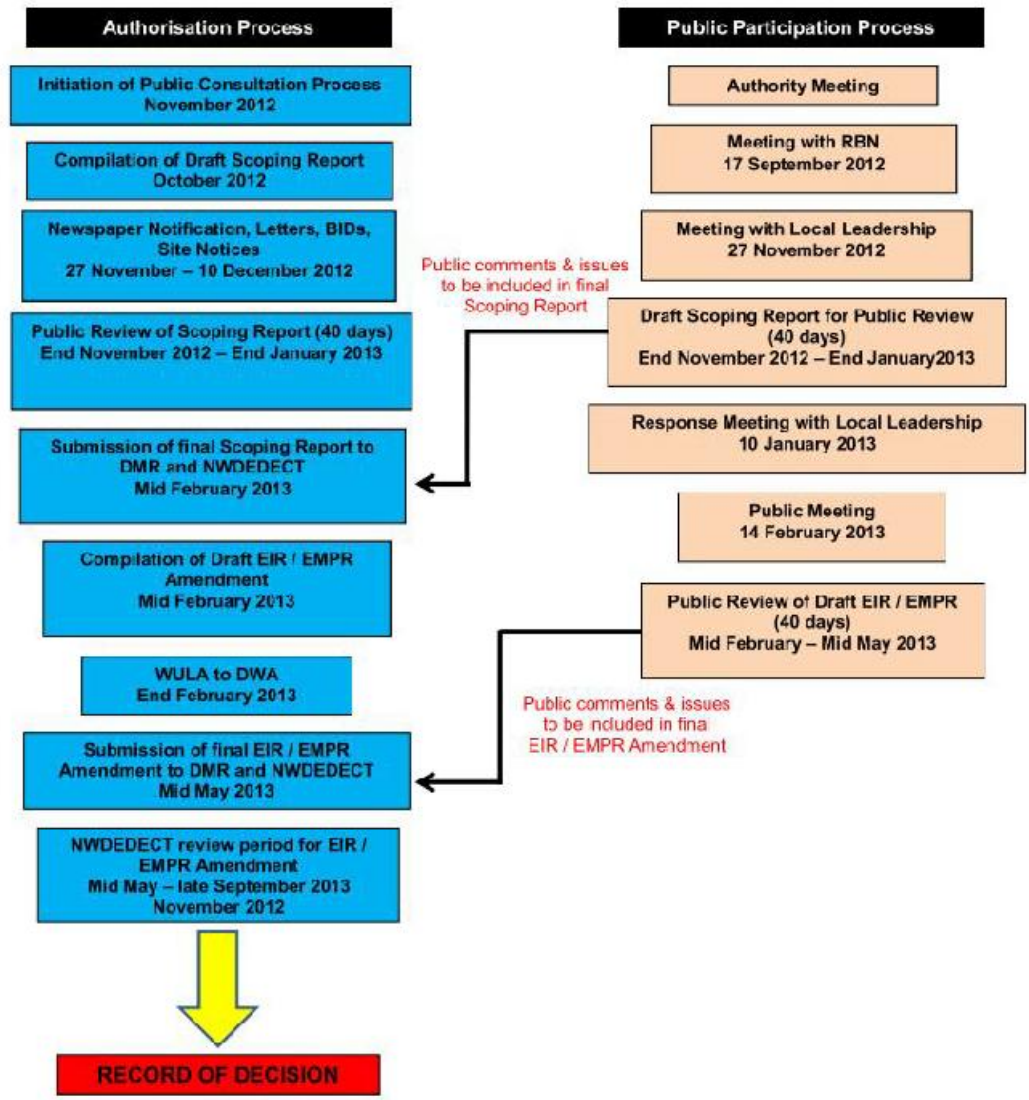 Authorisation Process
Initiation of Public Consultation Process
November 2012
Compilation of Draft Scoping Report
October 2012
Newspaper Notification, Letters, BIDs,
Site Notices
27 November – 10 December 2012
Public Review of Scoping Report (40 days)
End November 2012 – End January 2013
Submission of final Scoping Report to
DMR and NWDEDECT
Mid February 2013
Compilation of Draft EIR / EMPR
Amendment
Mid February 2013
WULA to DWA
End February 2013
Submission of final EIR / EMPR
Amendment to DMR and NWDEDECT
Mid May 2013
NWDEDECT review period for EIR /
EMPR Amendment
Mid May – late September 2013
November 2012
RECORD OF DECISION
Public comments & issues
to be included in final
Scoping Report
Public comments & issues
to be included in final
EIR / EMPR Amendment
Public Participation Process
Authority Meeting
Meeting with RBN
17 September 2012
Meeting with Local Leadership
27 November 2012
Draft Scoping Report for Public Review
(40 days)
End November 2012 – End January2013
Response Meeting with Local Leadership
10 January 2013
Public Meeting
14 February 2013
Public Review of Draft EIR / EMPR
(40 days)
Mid February – Mid May 2013